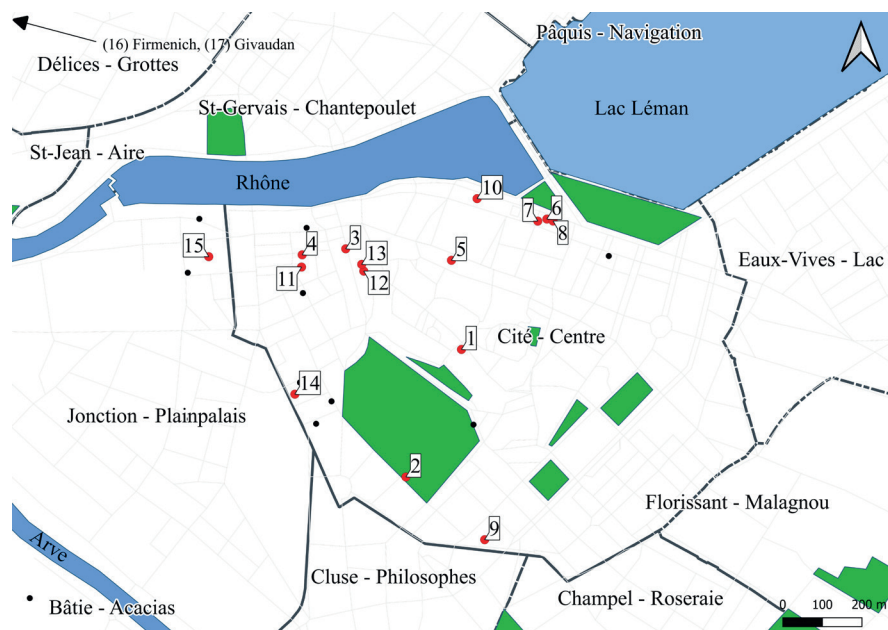 Pâquis - Navigation
(16) Firmenich, (17) Givaudan
Délices - Grottes
St-Gervais - Chantepoulet
Lac Léman
St-Jean - Aire
Rhône
10
7
6
8
15
4
3
13
5
11
12
Eaux-Vives - Lac
1
Cité - Centre
14
Jonction - Plainpalais
2
Florissant - Malagnou
9
Arve
Cluse - Philosophes
Bâtie - Acacias
Champel - Roseraie
0 100 200 m